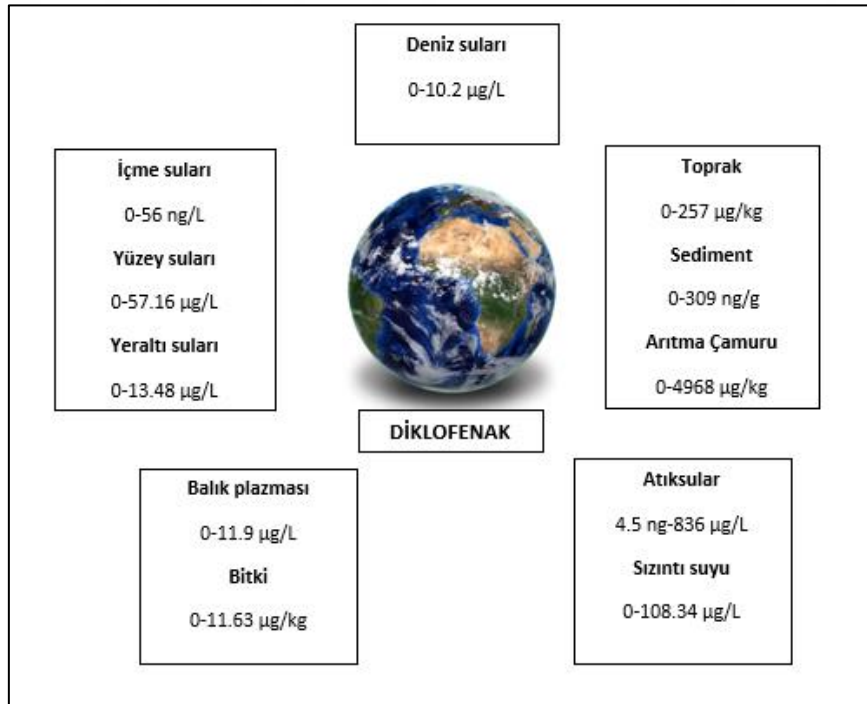 Deniz suları
0-10.2 µg/L
İçme suları
0-56 ng/L
Yüzey suları
0-57.16 µg/L
Yeraltı suları
0-13.48 µg/L
Toprak
0-257 µg/kg
Sediment
0-309 ng/g
Arıtma Çamuru
0-4968 µg/kg
DİKLOFENAK
Balık plazması
0-11.9 µg/L
Bitki
0-11.63 µg/kg
Atıksular
4.5 ng-836 µg/L
Sızıntı suyu
0-108.34 µg/L